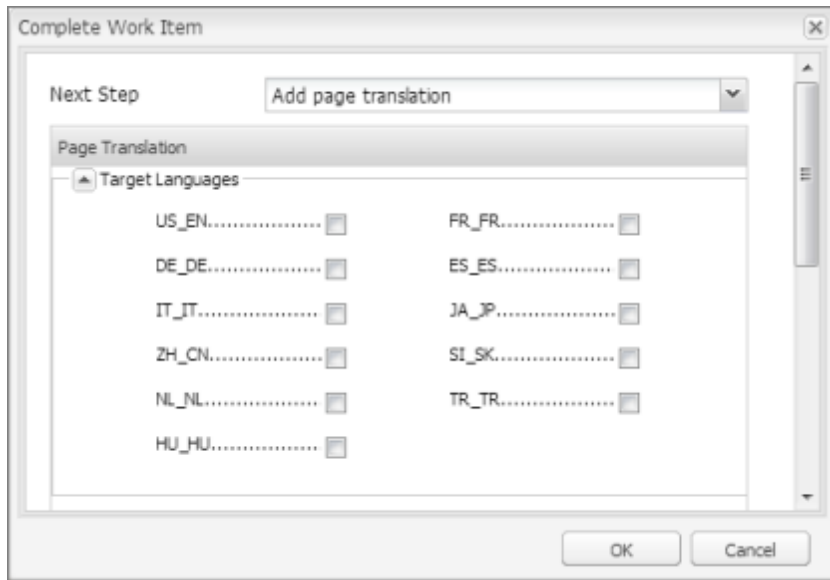 Complete Work Item
Next Step Add page translation
Page Translation
Target Languages
US_EN................... FR_FR...................
DE_DE................... ES_ES...................
IT_IT.................... JA_JP....................
ZH_CN................... SI_SK...................
NL_NL................... TR_TR...................
HU_HU..................
OK Cancel